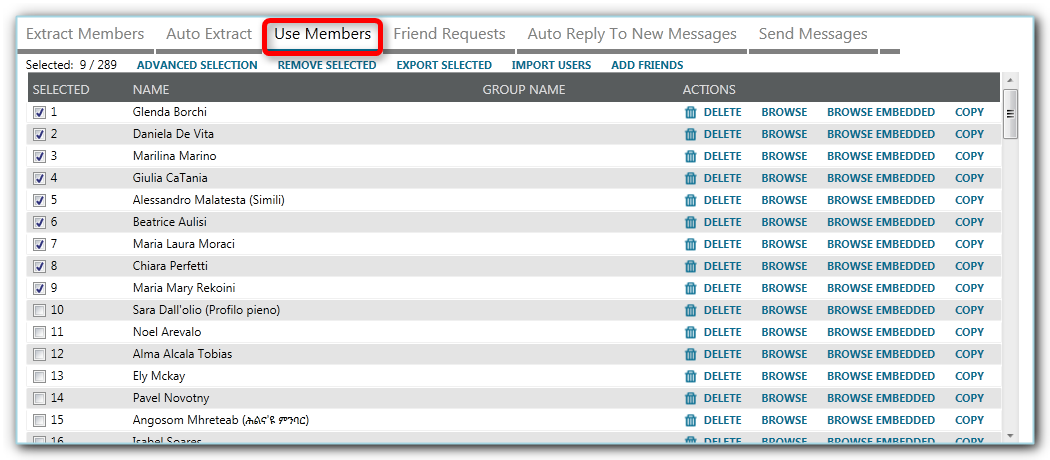 Extract Members Auto Extract Use Members Friend Requests Auto Reply To New Messages Send Messages
Selected: 9 / 289 ADVANCED SELECTION REMOVE SELECTED EXPORT SELECTED IMPORT USERS ADD FRIENDS
SELECTED NAME GROUP NAME ACTIONS
1 Glenda Borchi DELETE BROWSE BROWSE EMBEDDED COPY
2 Daniela De Vita DELETE BROWSE BROWSE EMBEDDED COPY
3 Marilina Marino DELETE BROWSE BROWSE EMBEDDED COPY
4 Giulia CaTania DELETE BROWSE BROWSE EMBEDDED COPY
5 Alessandro Malatesta (Simili) DELETE BROWSE BROWSE EMBEDDED COPY
6 Beatrice Aulisi DELETE BROWSE BROWSE EMBEDDED COPY
7 Maria Laura Moraci DELETE BROWSE BROWSE EMBEDDED COPY
8 Chiara Perfetti DELETE BROWSE BROWSE EMBEDDED COPY
9 Maria Mary Rekoini DELETE BROWSE BROWSE EMBEDDED COPY
10 Sara Dall'olio (Profilo pieno) DELETE BROWSE BROWSE EMBEDDED COPY
11 Noel Arevalo DELETE BROWSE BROWSE EMBEDDED COPY
12 Alma Alcala Tobias DELETE BROWSE BROWSE EMBEDDED COPY
13 Ely Mckay DELETE BROWSE BROWSE EMBEDDED COPY
14 Pavel Novotny DELETE BROWSE BROWSE EMBEDDED COPY
15 Angosom Mhreteab (ሕልና'ዩ ምንባር) DELETE BROWSE BROWSE EMBEDDED COPY
16 Isabel Soares DELETE BROWSE BROWSE EMBEDDED COPY